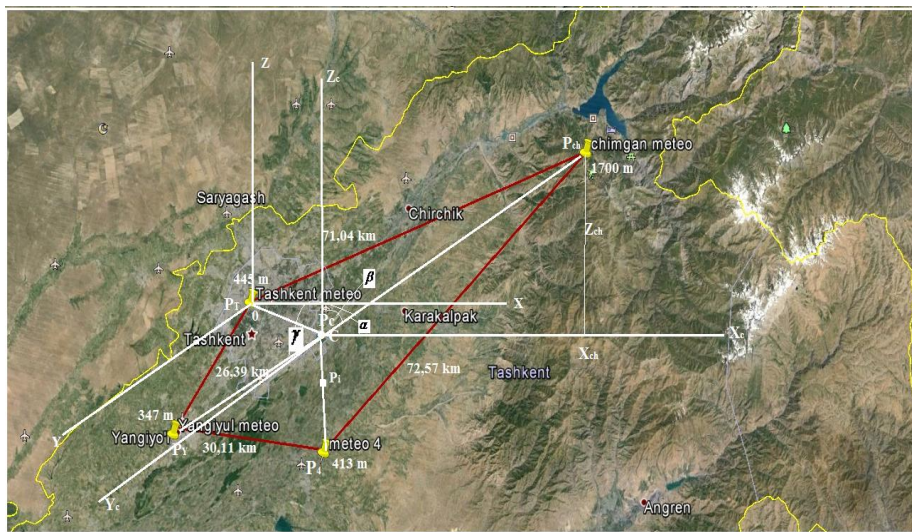 Z
Zc
Pch
chimgan meteo
1700 m
Saryagash
Chirchik
Zch
71,04 km
β
445 m
Tashkent meteo
PT
0
X
Karakalpak
Pc
α
γ
C
Tashkent
Xc
Xch
26,39 km
72,57 km
Tashkent
P1
347 m
Yangiyul meteo
Yangiyo'l
PY
Y
30,11 km
meteo 4
P4
413 m
Yc
Angren